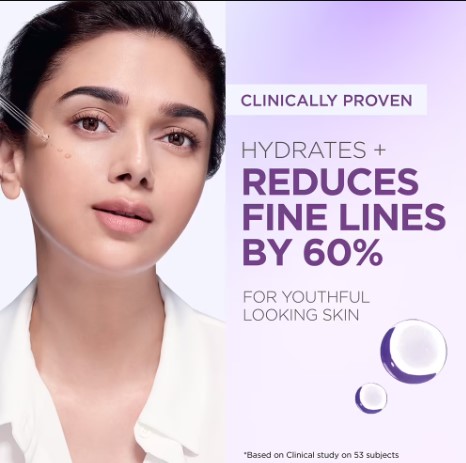 CLINICALLY PROVEN
HYDRATES +
REDUCES
FINE LINES
BY 60%
FOR YOUTHFUL
LOOKING SKIN
*Based on Clinical study on 53 subjects